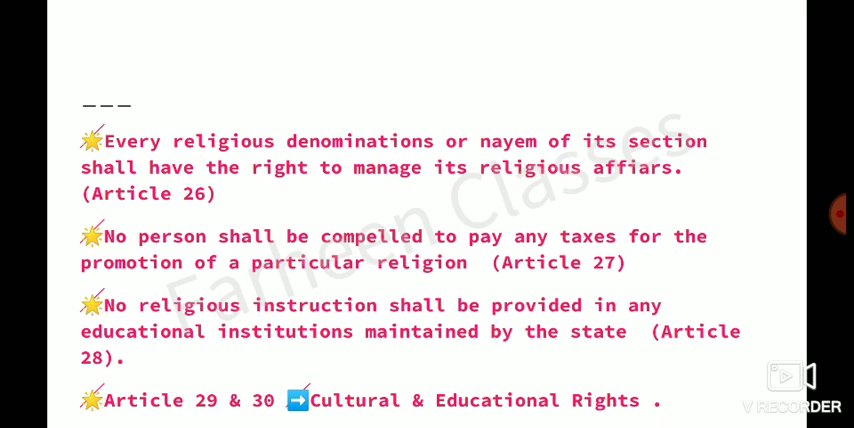 ___
🌟Every religious denominations or nayem of its section
shall have the right to manage its religious affiars.
(Article 26)
🌟No person shall be compelled to pay any taxes for the
promotion of a particular religion (Article 27)
🌟No religious instruction shall be provided in any
educational institutions maintained by the state (Article
28).
🌟Article 29 & 30 ➡️Cultural & Educational Rights .
Farheen Classes
V RECORDER